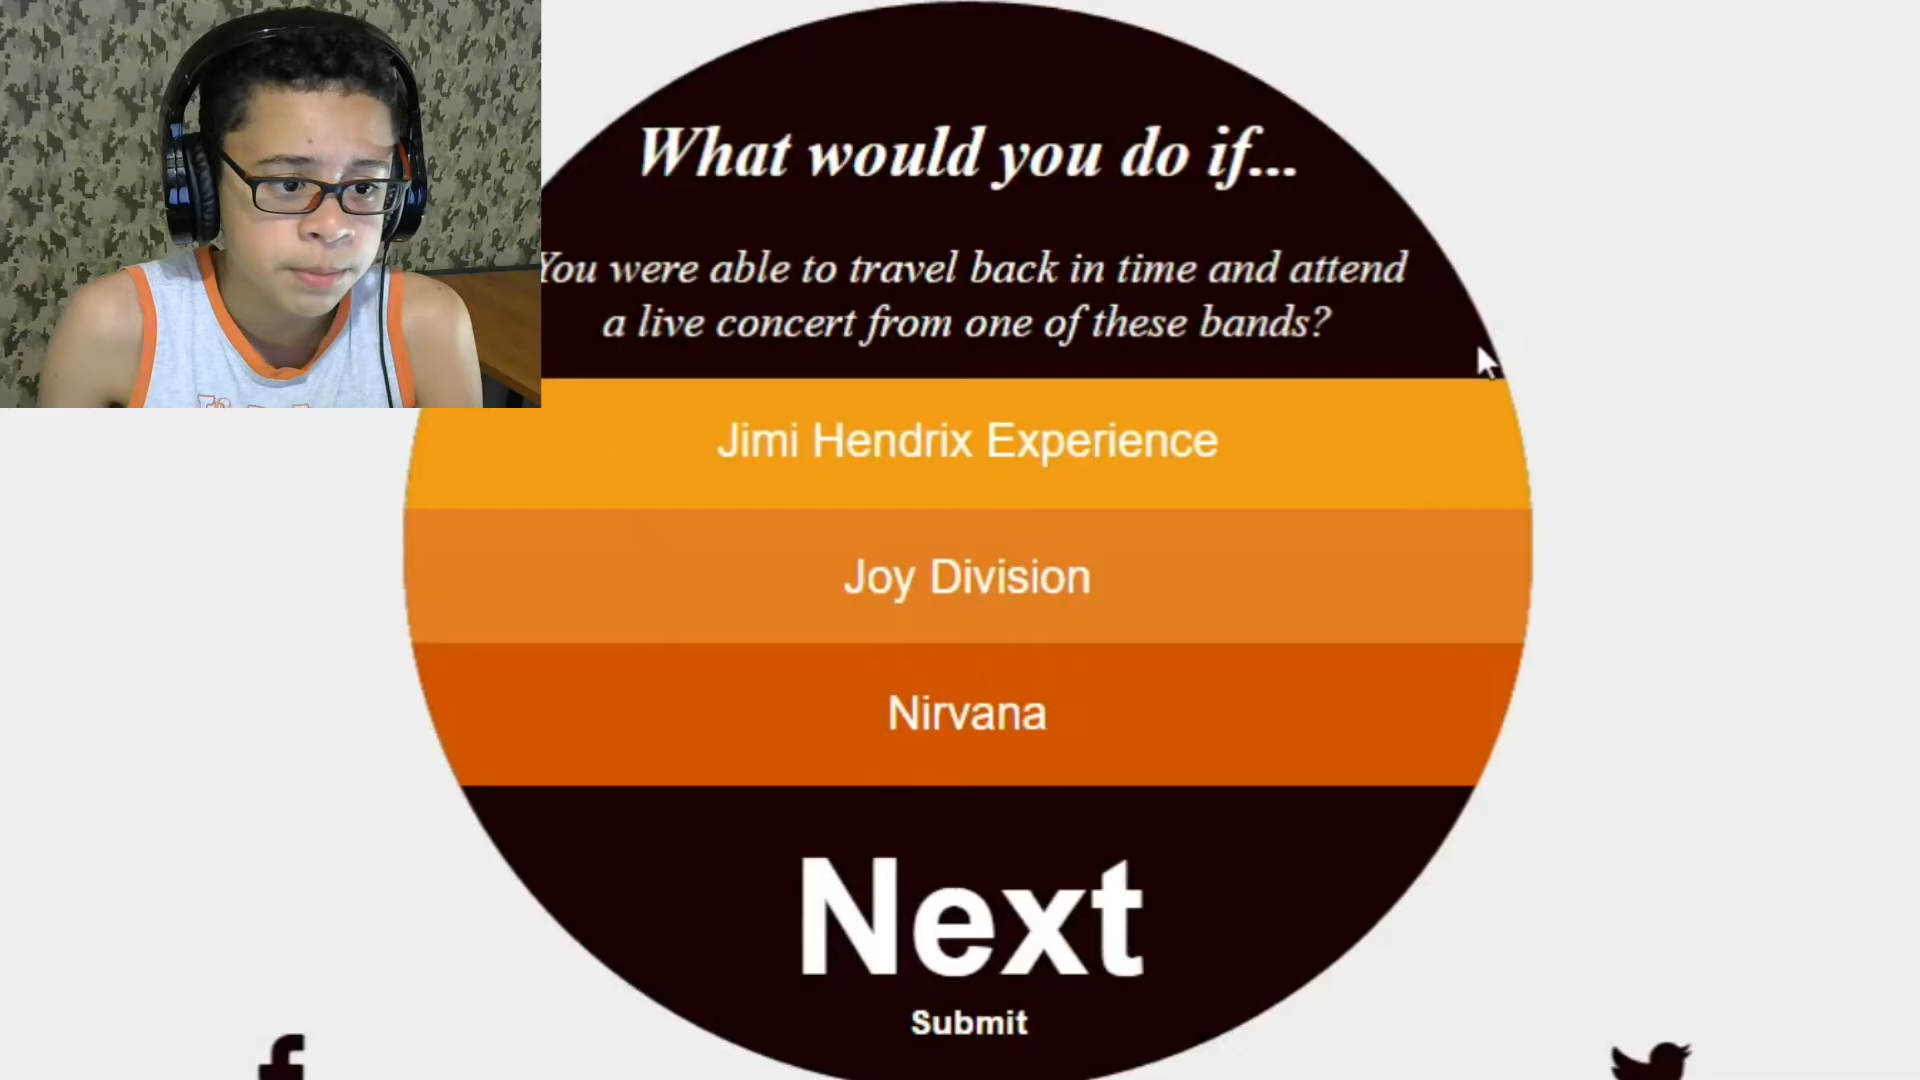 What would you do if...
You were able to travel back in time and attend
a live concert from one of these bands?
Jimi Hendrix Experience
Joy Division
Nirvana
Next
Submit